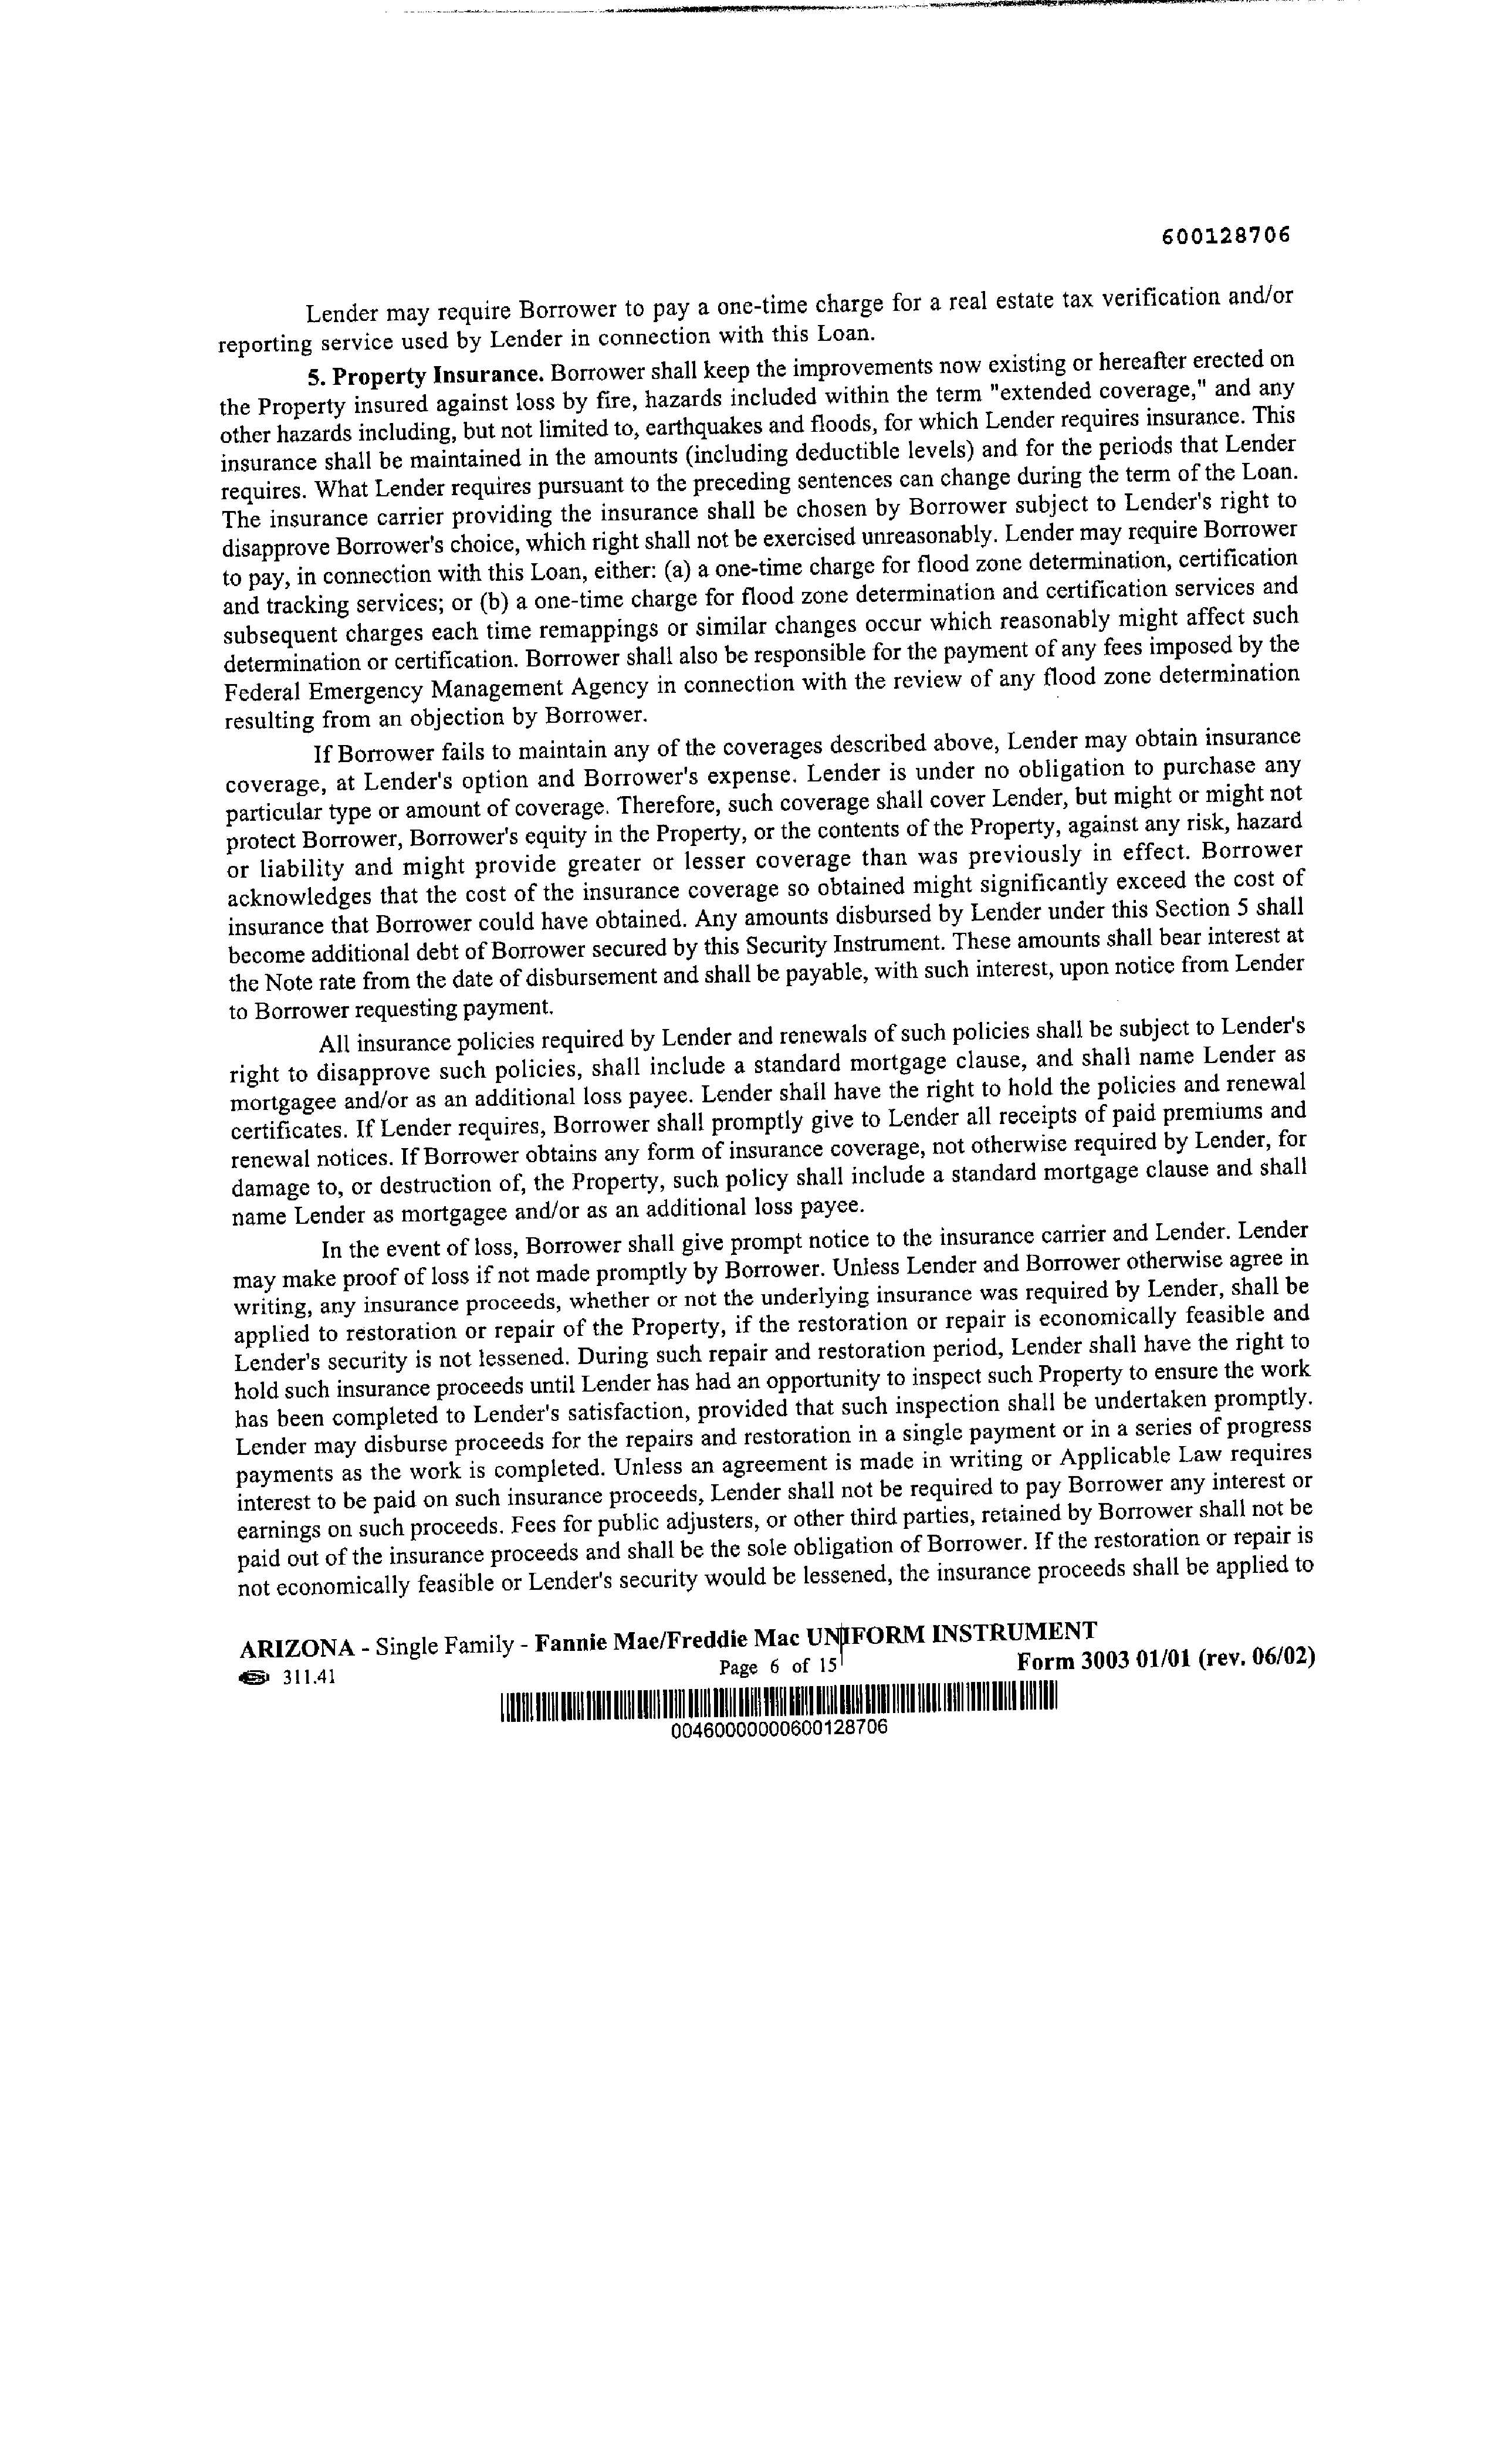 600128706
Lender may require Borrower to pay a one-time charge for a real estate tax verification and/or
reporting service used by Lender in connection with this Loan.
5. Property Insurance. Borrower shall keep the improvements now existing or hereafter erected on
the Property insured against loss by fire, hazards included within the term "extended coverage," and any
other hazards including, but not limited to, earthquakes and floods, for which Lender requires insurance. This
insurance shall be maintained in the amounts (including deductible levels) and for the periods that Lender
requires. What Lender requires pursuant to the preceding sentences can change during the term of the Loan.
The insurance carrier providing the insurance shall be chosen by Borrower subject to Lender's right to
disapprove Borrower's choice, which right shall not be exercised unreasonably. Lender may require Borrower
to pay, in connection with this Loan, either: (a) a one-time charge for flood zone determination, certification
and tracking services; or (b) a one-time charge for flood zone determination and certification services and
subsequent charges each time remappings or similar changes occur which reasonably might affect such
determination or certification. Borrower shall also be responsible for the payment of any fees imposed by the
Federal Emergency Management Agency in connection with the review of any flood zone determination
resulting from an objection by Borrower.
If Borrower fails to maintain any of the coverages described above, Lender may obtain insurance
coverage, at Lender's option and Borrower's expense. Lender is under no obligation to purchase any
particular type or amount of coverage. Therefore, such coverage shall cover Lender, but might or might not
protect Borrower, Borrower's equity in the Property, or the contents of the Property, against any risk, hazard
or liability and might provide greater or lesser coverage than was previously in effect. Borrower
acknowledges that the cost of the insurance coverage so obtained might significantly exceed the cost of
insurance that Borrower could have obtained. Any amounts disbursed by Lender under this Section 5 shall
become additional debt of Borrower secured by this Security Instrument. These amounts shall bear interest at
the Note rate from the date of disbursement and shall be payable, with such interest, upon notice from Lender
to Borrower requesting payment.
All insurance policies required by Lender and renewals of such policies shall be subject to Lender's
right to disapprove such policies, shall include a standard mortgage clause, and shall name Lender as
mortgagee and/or as an additional loss payee. Lender shall have the right to hold the policies and renewal
certificates. If Lender requires, Borrower shall promptly give to Lender all receipts of paid premiums and
renewal notices. If Borrower obtains any form of insurance coverage, not otherwise required by Lender, for
damage to, or destruction of, the Property, such policy shall include a standard mortgage clause and shall
name Lender as mortgagee and/or as an additional loss payee.
In the event of loss, Borrower shall give prompt notice to the insurance carrier and Lender. Lender
may make proof of loss if not made promptly by Borrower. Unless Lender and Borrower otherwise agree in
writing, any insurance proceeds, whether or not the underlying insurance was required by Lender, shall be
applied to restoration or repair of the Property, if the restoration or repair is economically feasible and
Lender's security is not lessened. During such repair and restoration period, Lender shall have the right to
hold such insurance proceeds until Lender has had an opportunity to inspect such Property to ensure the work
has been completed to Lender's satisfaction, provided that such inspection shall be undertaken promptly.
Lender may disburse proceeds for the repairs and restoration in a single payment or in a series of progress
payments as the work is completed. Unless an agreement is made in writing or Applicable Law requires
interest to be paid on such insurance proceeds, Lender shall not be required to pay Borrower any interest or
earnings on such proceeds. Fees for public adjusters, or other third parties, retained by Borrower shall not be
paid out of the insurance proceeds and shall be the sole obligation of Borrower. If the restoration or repair is
not economically feasible or Lender's security would be lessened, the insurance proceeds shall be applied to
ARIZONA - Single Family - Fannie Mae/Freddie Mac UNIFORM INSTRUMENT
311.41 Page 6 of 15 Form 3003 01/01 (rev. 06/02)
00460000000600128706